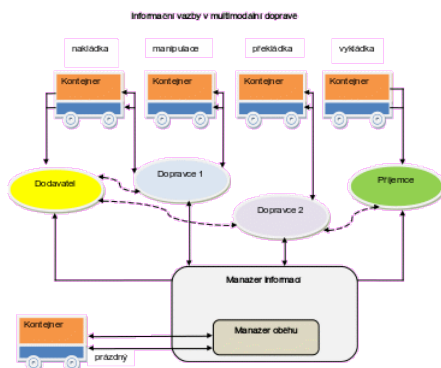 Informační vazby v multimodální dopravě
nakládka manipulace překládka vykládka
Kontejner Kontejner Kontejner Kontejner
Dopravce 1
Dodavatel
Příjemce
Dopravce 2
Manažer informací
Kontejner
Manažer oběhu
prázdný